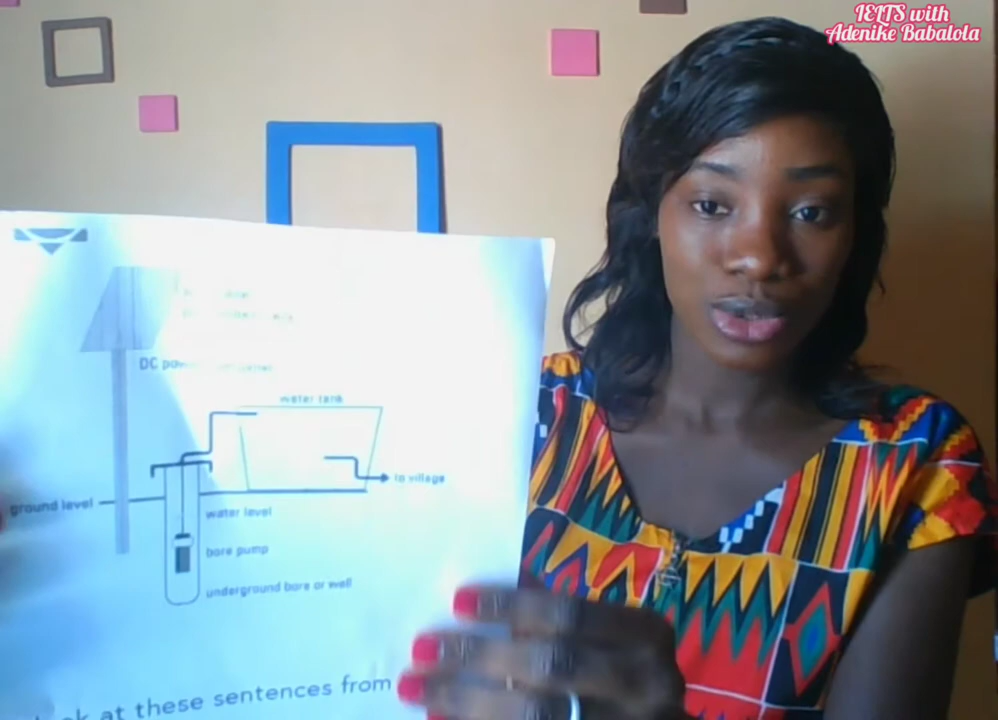 IELTS with
Adenike Babalola
DC
water tank
to village
ground level
water level
bore pump
underground bore or well
at these sentences from